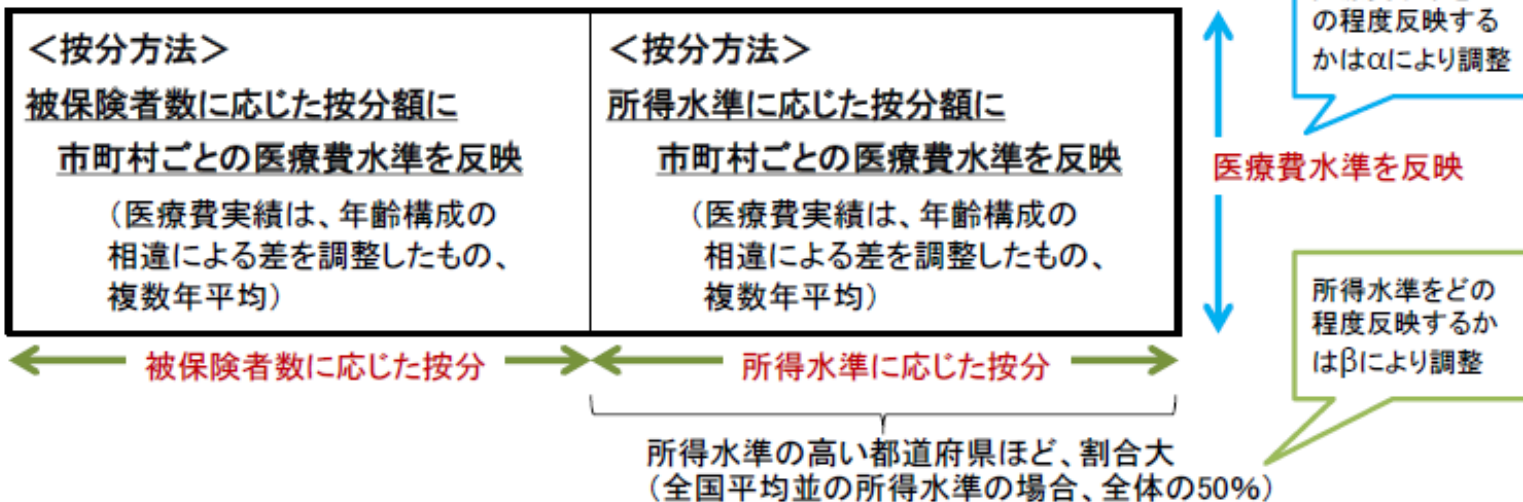 ＜按分方法＞
被保険者数に応じた按分額に
市町村ごとの医療費水準を反映
（医療費実績は、年齢構成の
相違による差を調整したもの、
複数年平均）
＜按分方法＞
所得水準に応じた按分額に
市町村ごとの医療費水準を反映
（医療費実績は、年齢構成の
相違による差を調整したもの、
複数年平均）
の程度反映する
かはαにより調整
医療費水準を反映
所得水準をどの
程度反映するか
はβにより調整
被保険者数に応じた按分
所得水準に応じた按分
所得水準の高い都道府県ほど、割合大
（全国平均並の所得水準の場合、全体の50%）